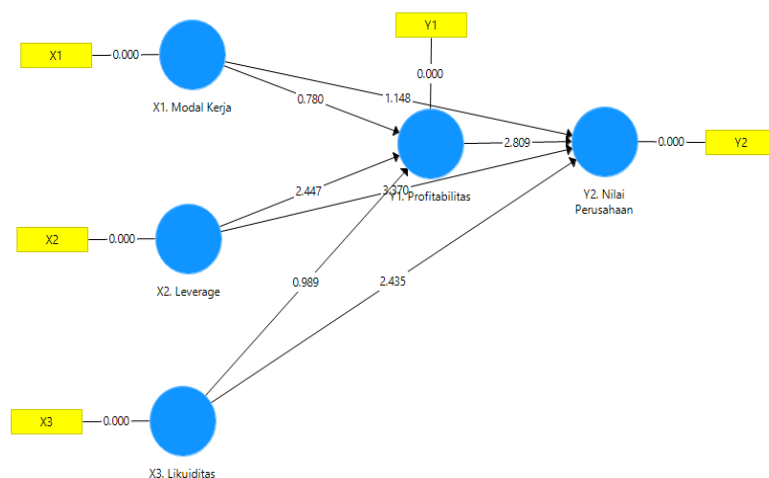 Y1
X1
0.000
0.000
X1. Modal Kerja
0.780
1.148
2.809
0.000
Y2
2.447
3.370
Y1. Profitabilitas
Y2. Nilai
Perusahaan
X2
0.000
X2. Leverage
0.989
2.435
X3
0.000
X3. Likuiditas